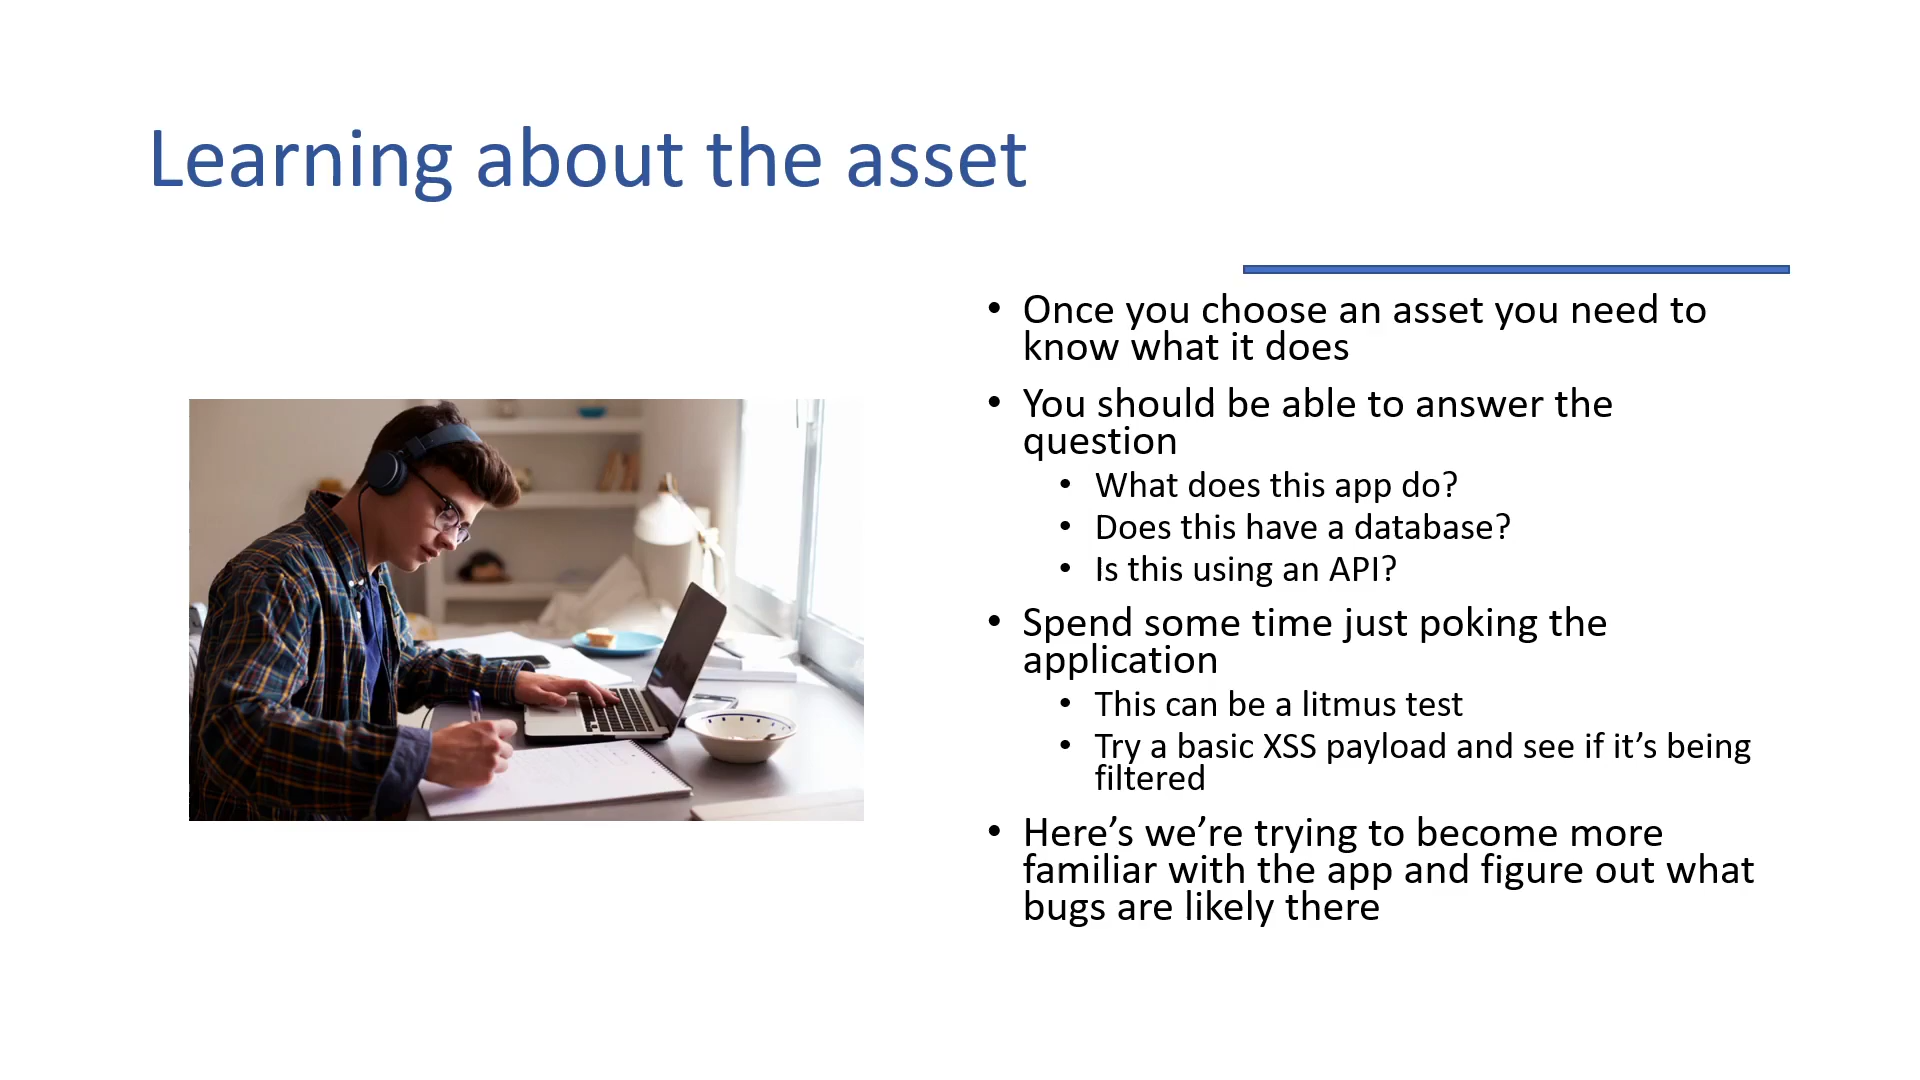 Learning about the asset
• Once you choose an asset you need to
know what it does
• You should be able to answer the
question
• What does this app do?
• Does this have a database?
• Is this using an API?
• Spend some time just poking the
application
• This can be a litmus test
• Try a basic XSS payload and see if it’s being
filtered
• Here’s we’re trying to become more
familiar with the app and figure out what
bugs are likely there